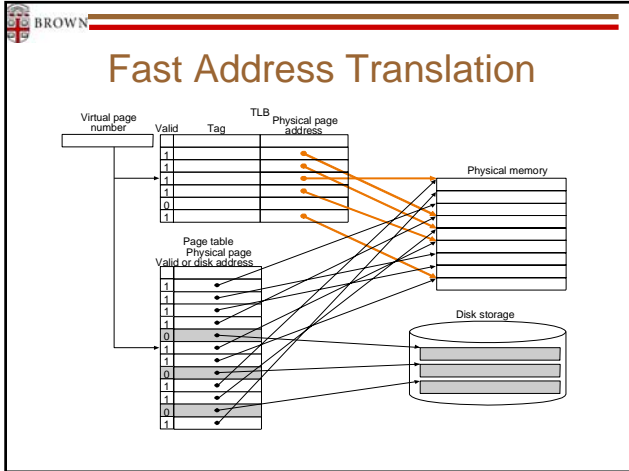 BROWN
Fast Address Translation
TLB
Virtual page
number
Valid
Tag
Physical page
address
1
1
1
1
0
1
Physical memory
Page table
Physical page
Valid or disk address
1
1
1
1
0
1
1
0
1
1
0
1
Disk storage